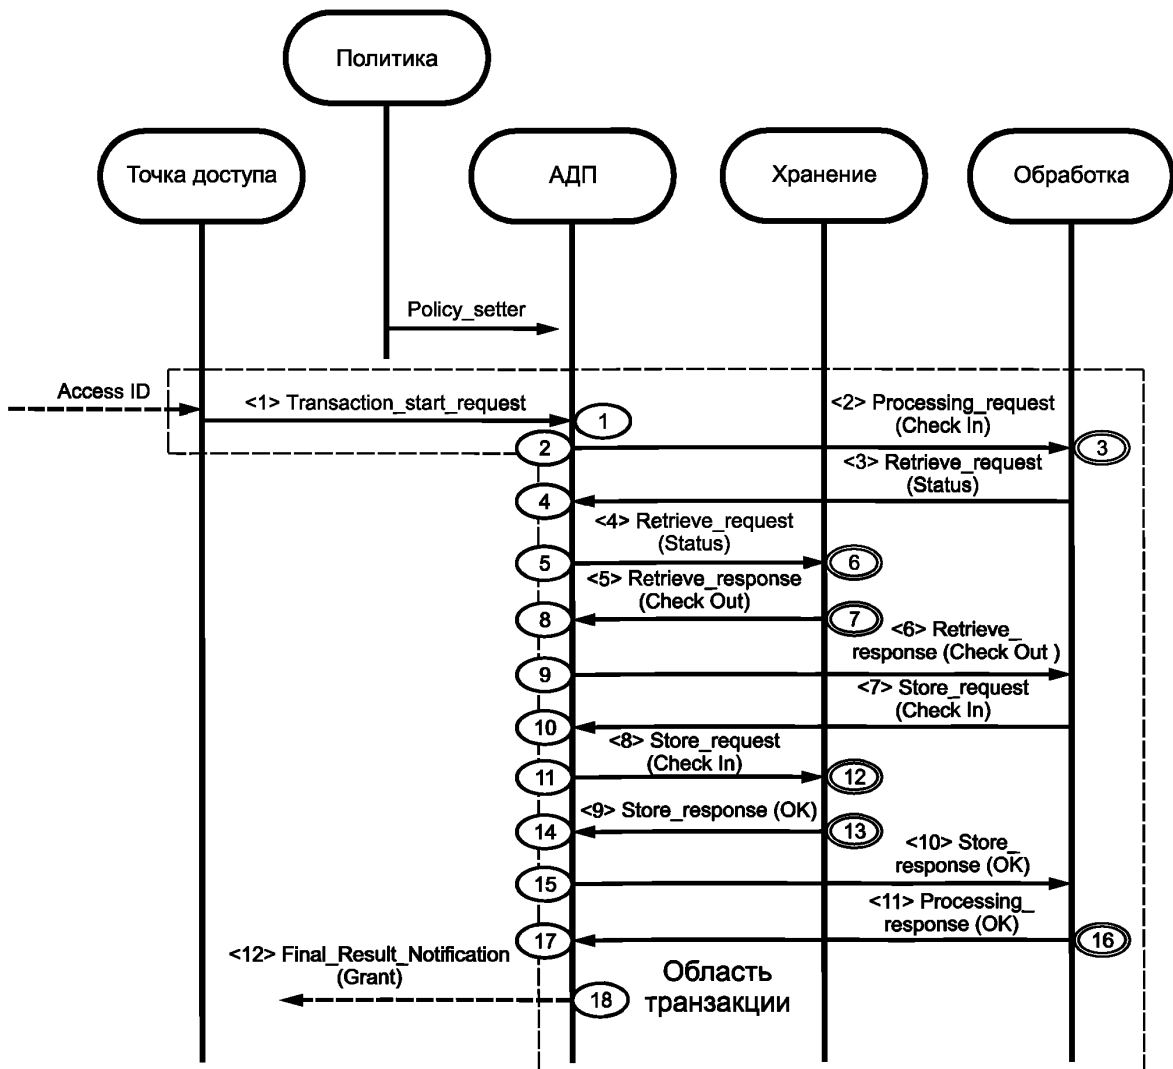 Политика
Точка доступа
АДП
Хранение
Обработка
Policy_setter
Access ID
<1> Transaction_start_request
1
<2> Processing_request
(Check In)
2
3
<3> Retrieve_request
(Status)
4
<4> Retrieve_request
(Status)
5
6
<5> Retrieve_response
(Check Out)
8
7
<6> Retrieve_
response (Check Out )
9
<7> Store_request
(Check In)
10
<8> Store_request
(Check In)
11
12
<9> Store_response (OK)
14
13
<10> Store_
response (OK)
15
<11> Processing_
response (OK)
17
16
<12> Final_Result_Notification
(Grant)
18
Область
транзакции